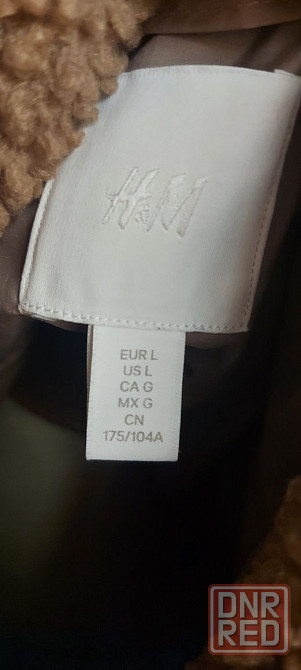 H&M
EUR L
US L
CA G
MX G
CN
175/104A
DNR
RED